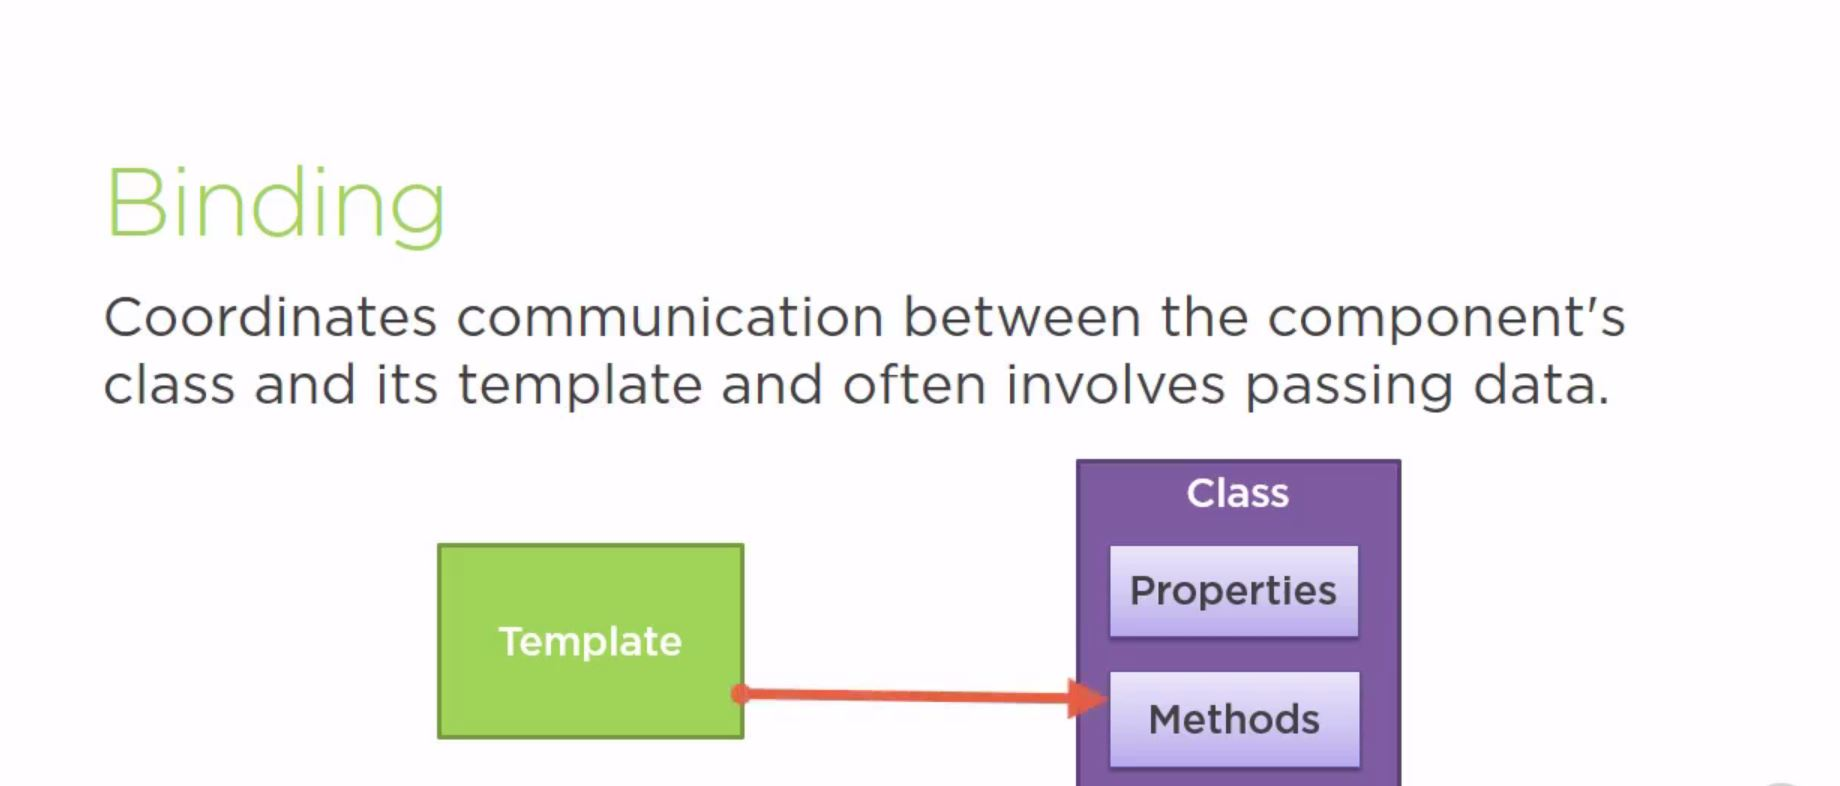 Binding
Coordinates communication between the component's
class and its template and often involves passing data.
Class
Properties
Template
Methods